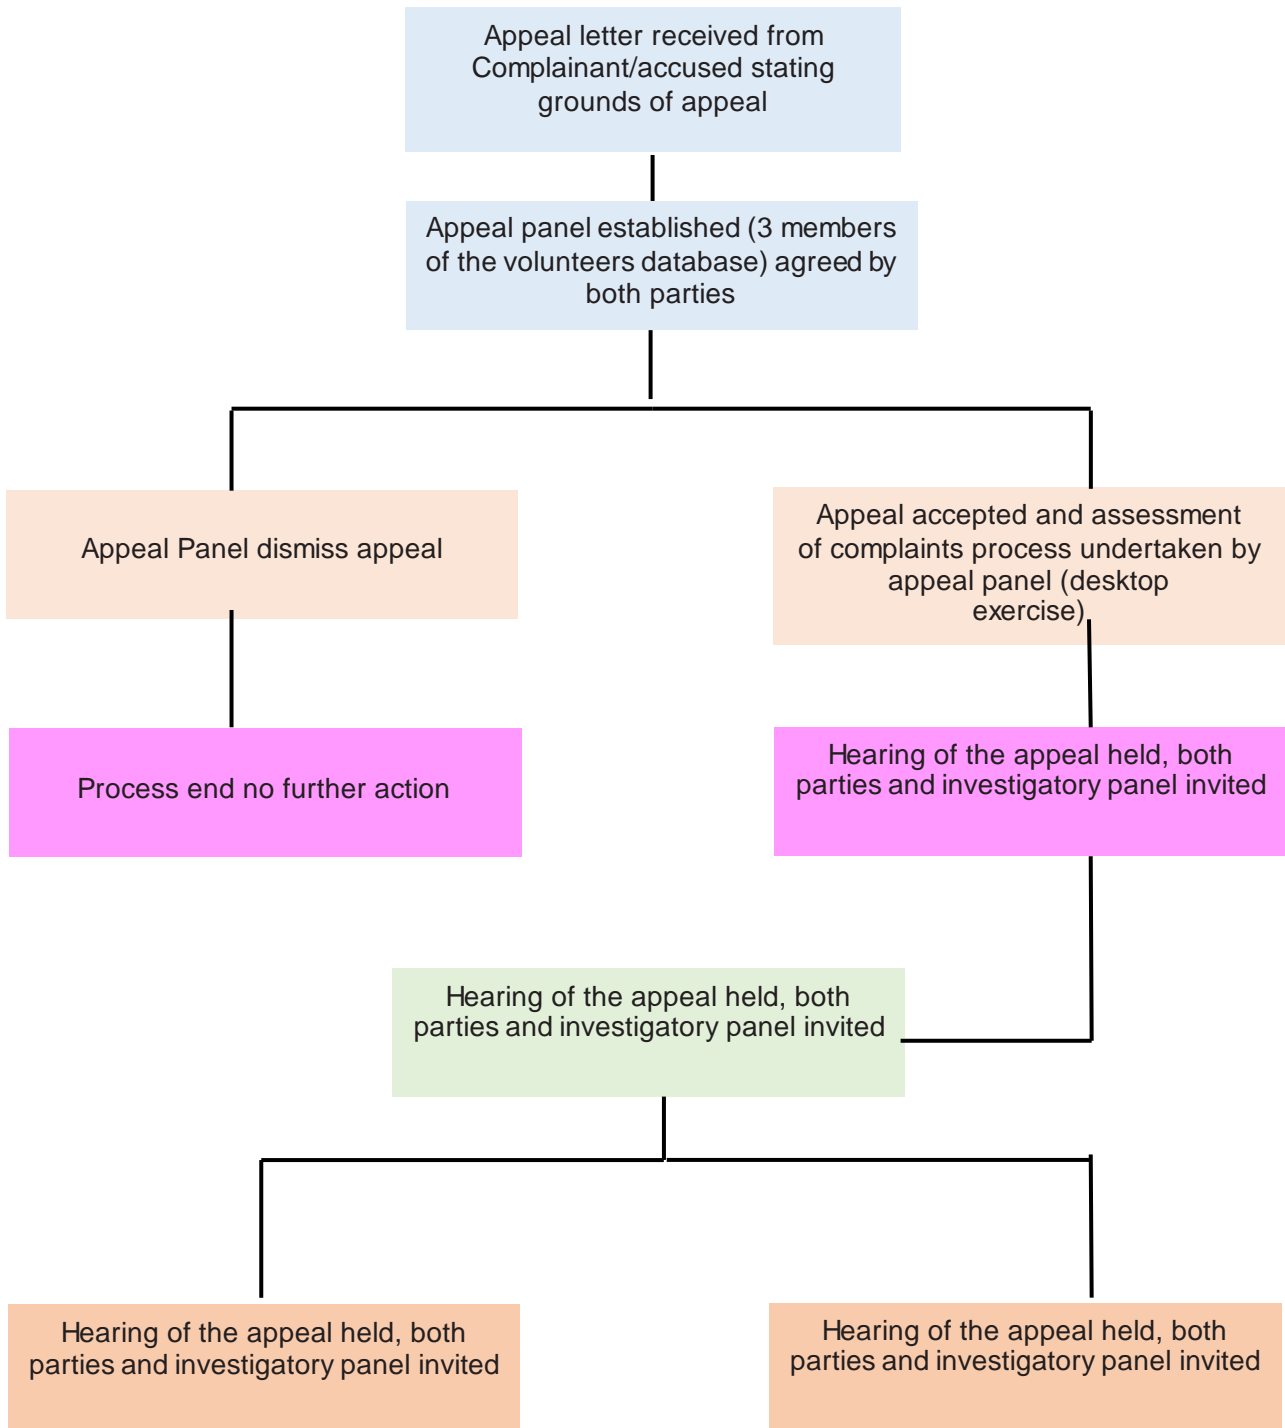 Appeal letter received from
Complainant/accused stating
grounds of appeal
Appeal panel established (3 members
of the volunteers database) agreed by
both parties
Appeal Panel dismiss appeal
Appeal accepted and assessment
of complaints process undertaken by
appeal panel (desktop
exercise)
Process end no further action
Hearing of the appeal held, both
parties and investigatory panel invited
Hearing of the appeal held, both
parties and investigatory panel invited
Hearing of the appeal held, both
parties and investigatory panel invited
Hearing of the appeal held, both
parties and investigatory panel invited